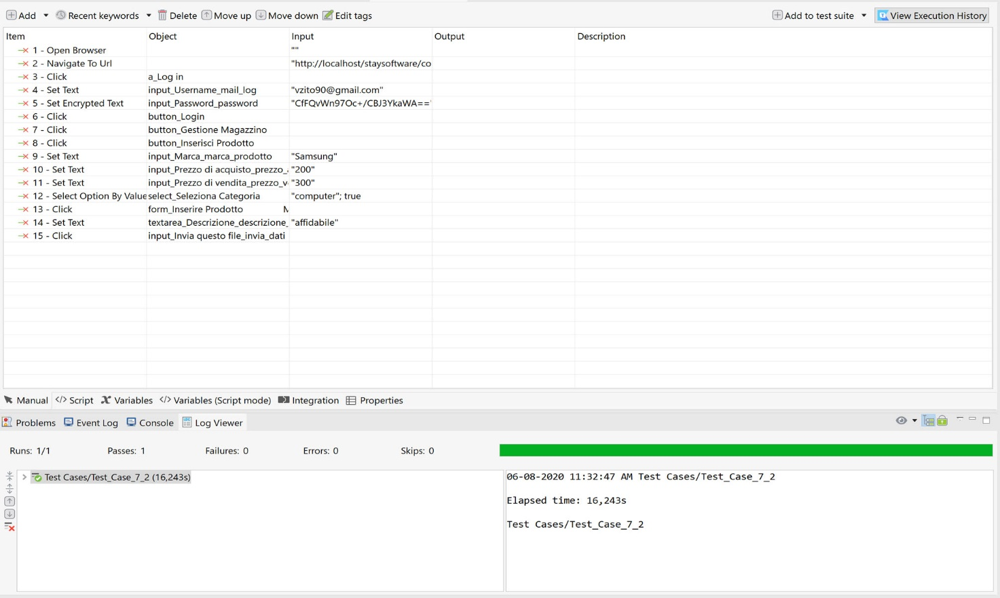 Add Recent keywords Delete Move up Move down Edit tags Add to test suite View Execution History
Item Object Input Output Description
1 - Open Browser ""
2 - Navigate To Url "http://localhost/staysoftware/co
3 - Click a_Log in
4 - Set Text input_Username_mail_log "vzito90@gmail.com"
5 - Set Encrypted Text input_Password_password "CfFQvWn97Oc+/CBJ3YkaWA=="
6 - Click button_Login
7 - Click button_Gestione Magazzino
8 - Click button_Inserisci Prodotto
9 - Set Text input_Marca_marca_prodotto "Samsung"
10 - Set Text input_Prezzo di acquisto_prezzo_ "200"
11 - Set Text input_Prezzo di vendita_prezzo_v "300"
12 - Select Option By Value select_Seleziona Categoria "computer"; true
13 - Click form_Inserire Prodotto
14 - Set Text textarea_Descrizione_descrizione_ "affidabile"
15 - Click input_Invia questo file_invia_dati
Manual Script Variables Variables (Script mode) Integration Properties
Problems Event Log Console Log Viewer
Runs: 1/1 Passes: 1 Failures: 0 Errors: 0 Skips: 0
Test Cases/Test_Case_7_2 (16,243s)
06-08-2020 11:32:47 AM Test Cases/Test_Case_7_2
Elapsed time: 16,243s
Test Cases/Test_Case_7_2